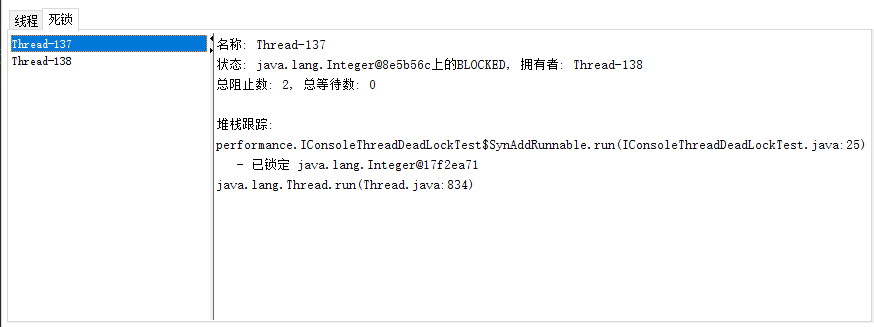 线程 死锁
Thread-137
Thread-138
名称: Thread-137
状态: java.lang.Integer@8e5b56c上的BLOCKED, 拥有者: Thread-138
总阻止数: 2, 总等待数: 0
堆栈跟踪:
performance.IConsoleThreadDeadLockTest$SynAddRunnable.run(IConsoleThreadDeadLockTest.java:25)
- 已锁定 java.lang.Integer@17f2ea71
java.lang.Thread.run(Thread.java:834)